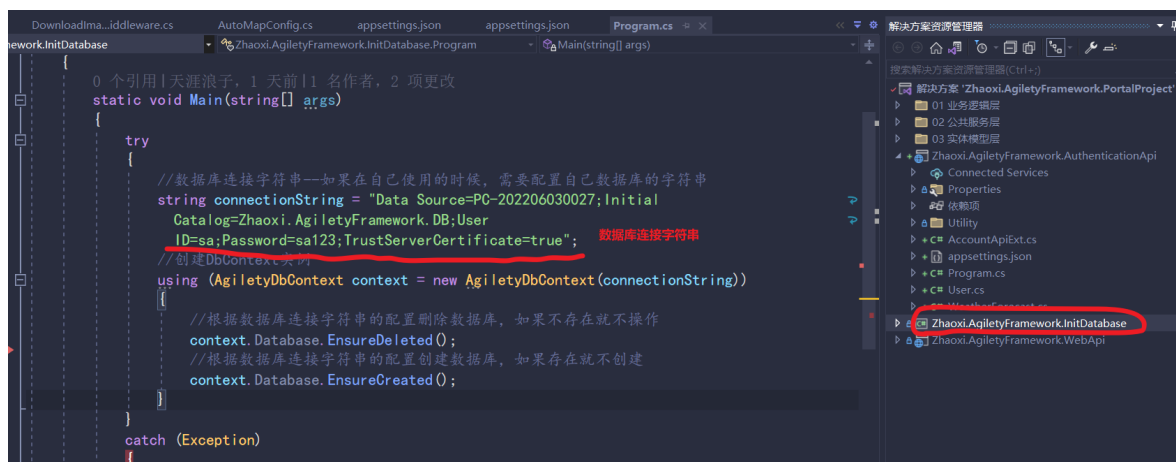 DownloadIma...iddleware.cs AutoMapConfig.cs appsettings.json appsettings.json Program.cs
ework.InitDatabase Zhaoxi.AgiletyFramework.InitDatabase.Program Main(string[] args)
{
0 个引用|天涯浪子，1 天前|1 名作者，2 项更改
static void Main(string[] args)
{
try
{
//数据库连接字符串--如果在自己使用的时候，需要配置自己数据库的字符串
string connectionString = "Data Source=PC-202206030027;Initial
Catalog=Zhaoxi.AgiletyFramework.DB;User
ID=sa;Password=sa123;TrustServerCertificate=true";
数据库连接字符串
//创建DbContext实例
using (AgiletyDbContext context = new AgiletyDbContext(connectionString))
{
//根据数据库连接字符串的配置删除数据库，如果不存在就不操作
context.Database.EnsureDeleted();
//根据数据库连接字符串的配置创建数据库，如果存在就不创建
context.Database.EnsureCreated();
}
}
catch (Exception)
{
解决方案资源管理器
搜索解决方案资源管理器(Ctrl+;)
解决方案 'Zhaoxi.AgiletyFramework.PortalProject'
01 业务逻辑层
02 公共服务层
03 实体模型层
Zhaoxi.AgiletyFramework.AuthenticationApi
Connected Services
Properties
依赖项
Utility
C# AccountApiExt.cs
appsettings.json
C# Program.cs
C# User.cs
C# WeatherForecast.cs
Zhaoxi.AgiletyFramework.InitDatabase
Zhaoxi.AgiletyFramework.WebApi